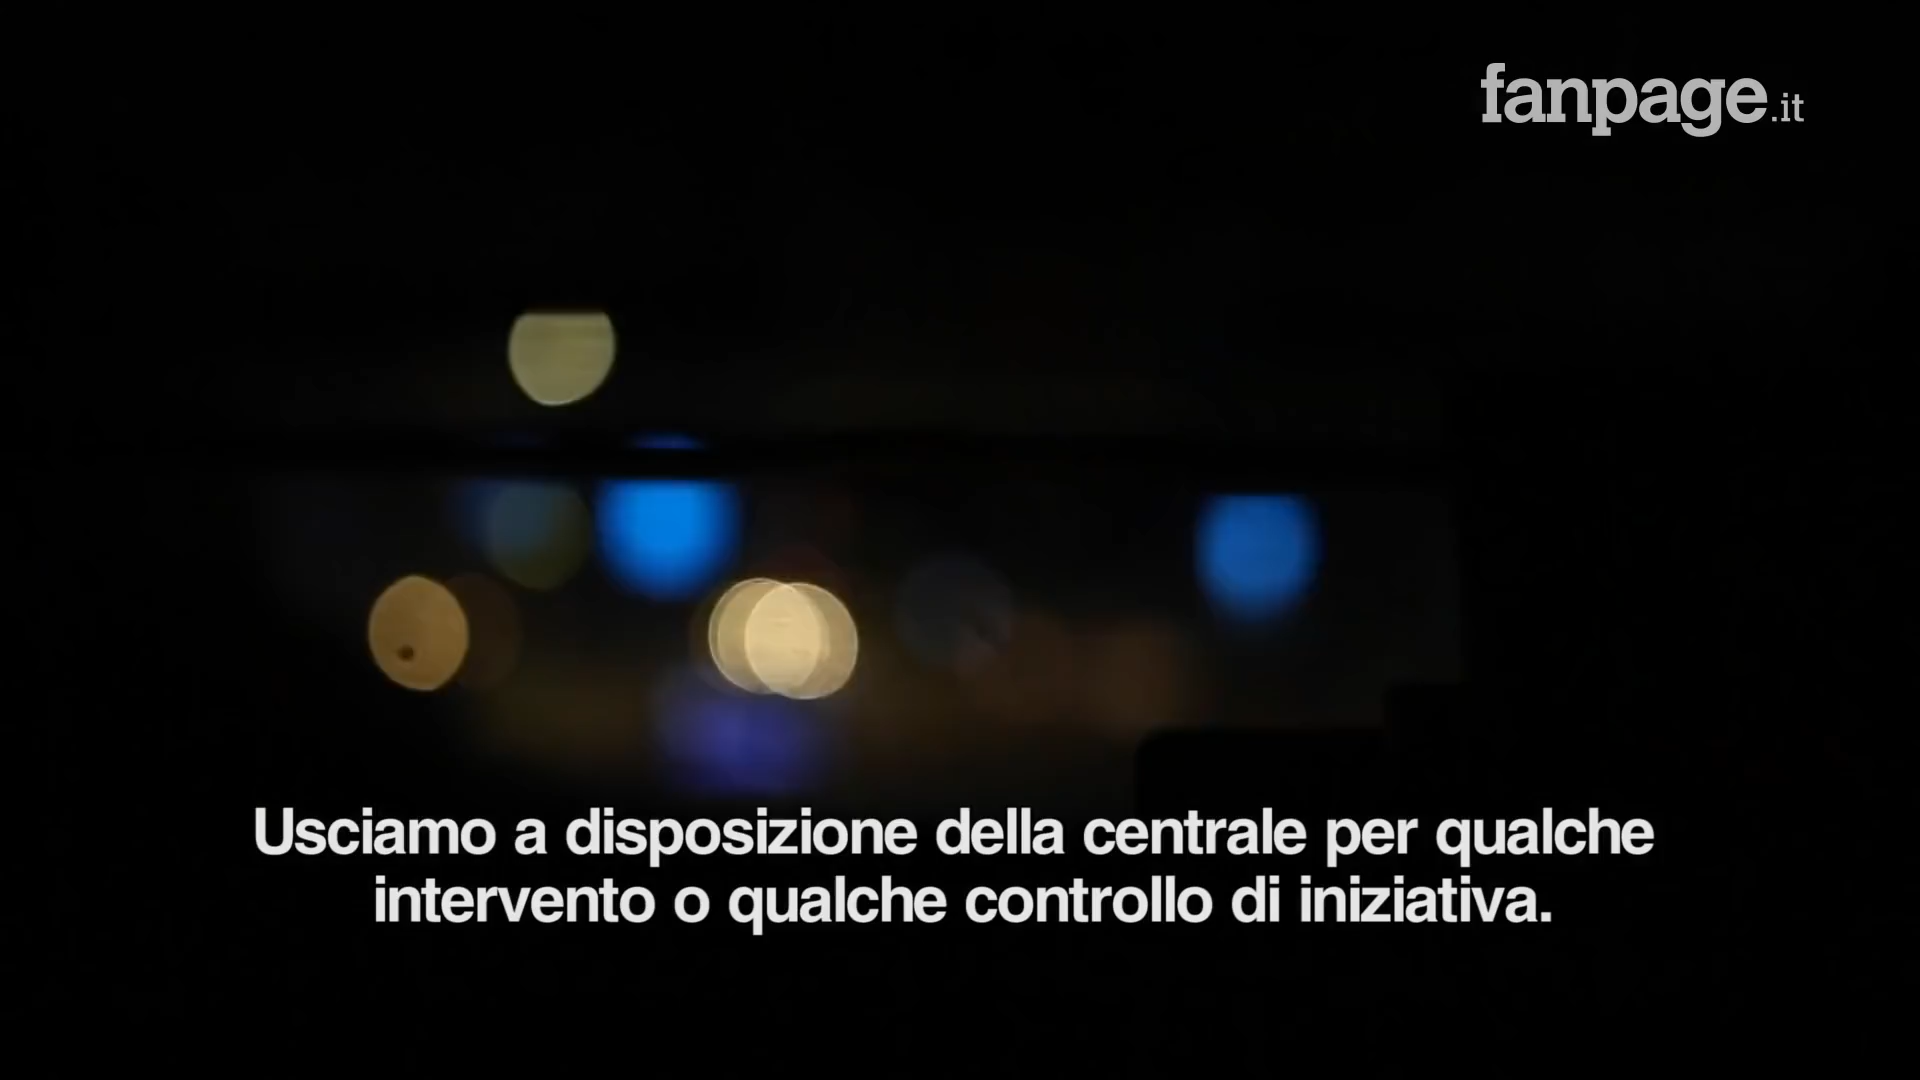 fanpage.it
Usciamo a disposizione della centrale per qualche
intervento o qualche controllo di iniziativa.